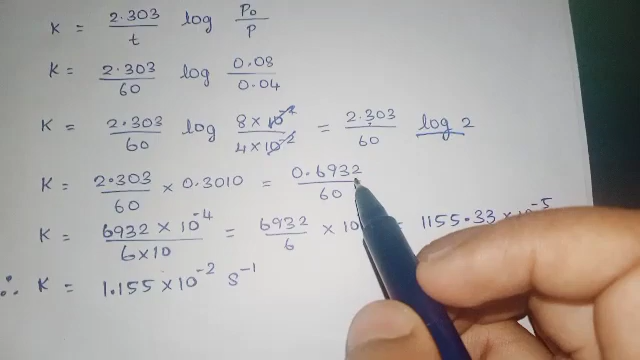 K = 2.303/t log P₀/P
K = 2.303/60 log 0.08/0.04
K = 2.303/60 log 8×10⁻²/4×10⁻² = 2.303/60 log 2
K = 2.303/60 × 0.3010 = 0.6932/60
K = 6932×10⁻⁴/6×10 = 6932/6 × 10 = 1155.33×10⁻⁵
∴ K = 1.155×10⁻² s⁻¹